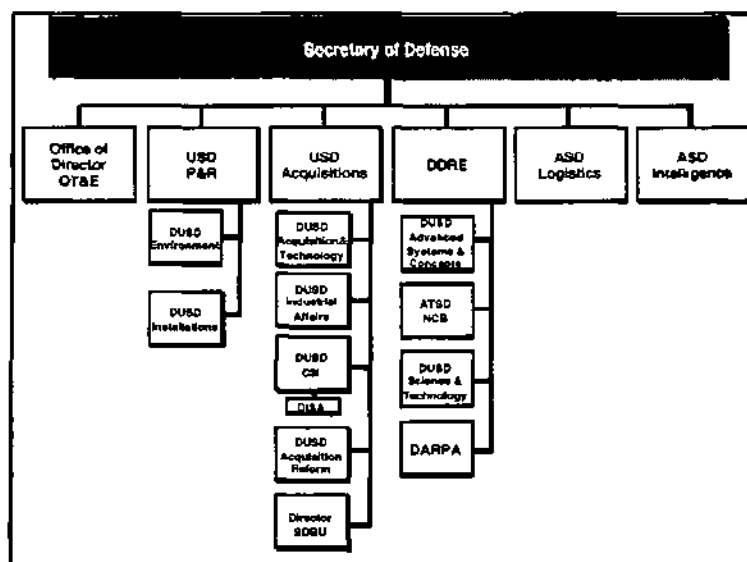 Secretary of Defense
Office of
Director
OT&E
USD
P&R
USD
Acquisitions
DDRE
ASD
Logistics
ASD
Intelligence
DUSD
Environment
DUSD
Installations
DUSD
Acquisition &
Technology
DUSD
Industrial
Affairs
DUSD
DISA
DUSD
Acquisition
Reform
Director
DUSD
Advanced
Systems &
Concepts
ATSD
NCB
DUSD
Science &
Technology
DARPA